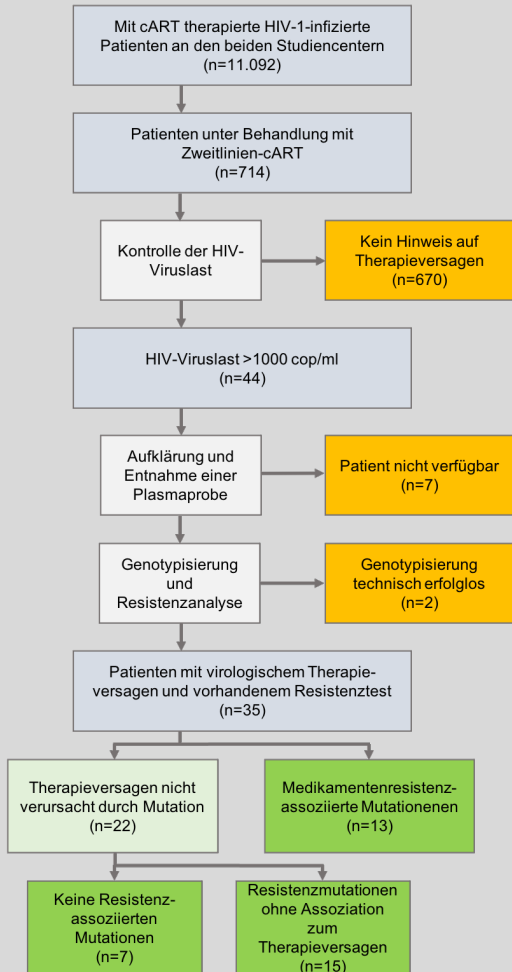 Mit cART therapierte HIV-1-infizierte
Patienten an den beiden Studiencentern
(n=11.092)
Patienten unter Behandlung mit
Zweitlinien-cART
(n=714)
Kontrolle der HIV-
Viruslast
Kein Hinweis auf
Therapieversagen
(n=670)
HIV-Viruslast >1000 cop/ml
(n=44)
Aufklärung und
Entnahme einer
Plasmaprobe
Patient nicht verfügbar
(n=7)
Genotypisierung
und
Resistenzanalyse
Genotypisierung
technisch erfolglos
(n=2)
Patienten mit virologischem Therapie-
versagen und vorhandenem Resistenztest
(n=35)
Therapieversagen nicht
verursacht durch Mutation
(n=22)
Medikamentenresistenz-
assoziierte Mutationenen
(n=13)
Keine Resistenz-
assoziierten
Mutationen
(n=7)
Resistenzmutationen
ohne Assoziation
zum
Therapieversagen
(n=15)